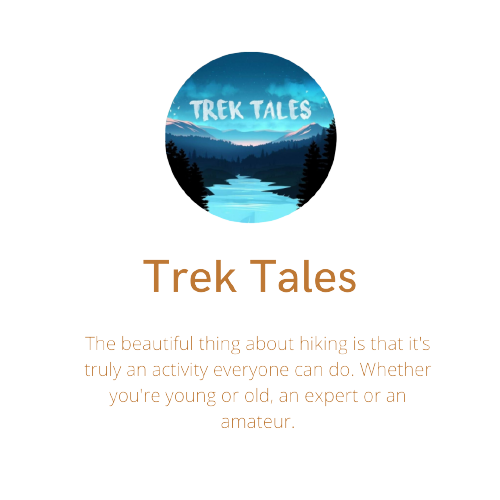 TREK TALES
Trek Tales
The beautiful thing about hiking is that it's
truly an activity everyone can do. Whether
you're young or old, an expert or an
amateur.